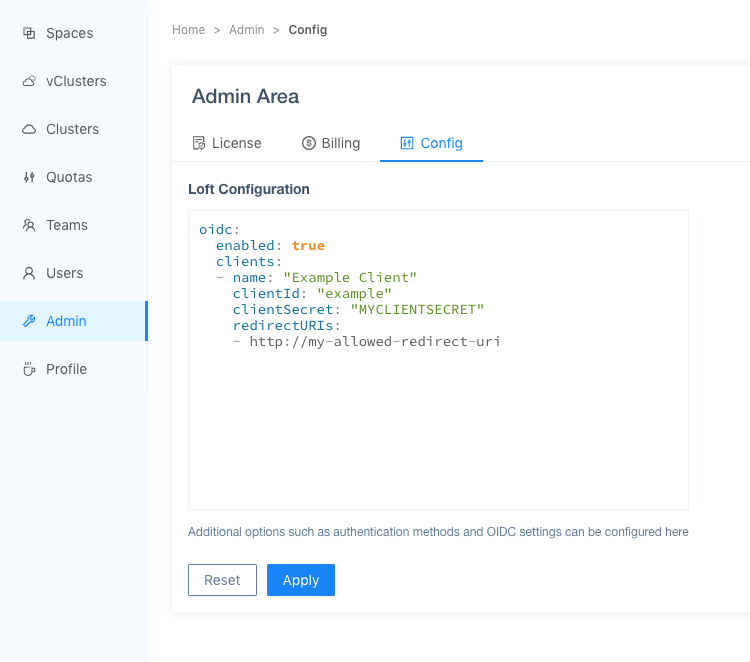 Spaces
vClusters
Clusters
Quotas
Teams
Users
Admin
Profile
Home > Admin > Config
Admin Area
License Billing Config
Loft Configuration
oidc:
  enabled: true
  clients:
  - name: "Example Client"
    clientId: "example"
    clientSecret: "MYCLIENTSECRET"
    redirectURIs:
    - http://my-allowed-redirect-uri
Additional options such as authentication methods and OIDC settings can be configured here
Reset Apply